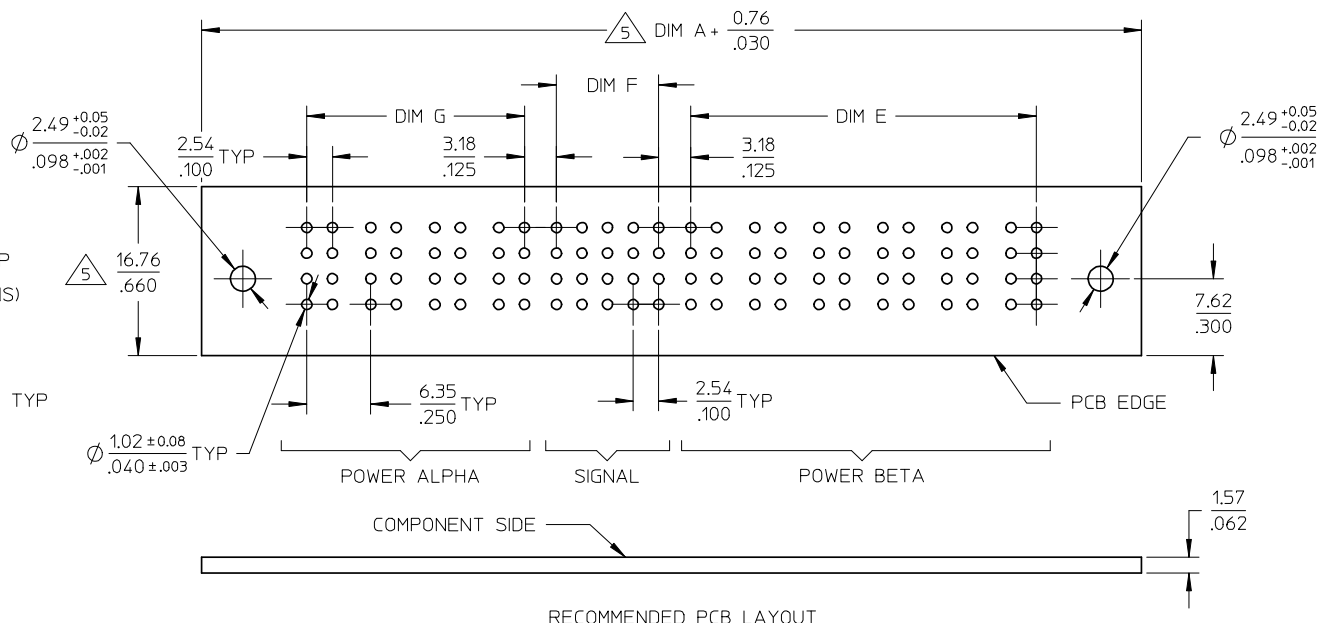 5 DIM A+ 0.76
.030
DIM F
DIM G
DIM E
Ø 2.49 +0.05 -0.02
.098 +.002 -.001
2.54 TYP
.100
3.18
.125
3.18
.125
Ø 2.49 +0.05 -0.02
.098 +.002 -.001
P
5 16.76
.660
IS)
7.62
.300
TYP
6.35 TYP
.250
2.54 TYP
.100
PCB EDGE
Ø 1.02 ±0.08 TYP
.040 ±.003
POWER ALPHA
SIGNAL
POWER BETA
COMPONENT SIDE
1.57
.062
RECOMMENDED PCB LAYOUT